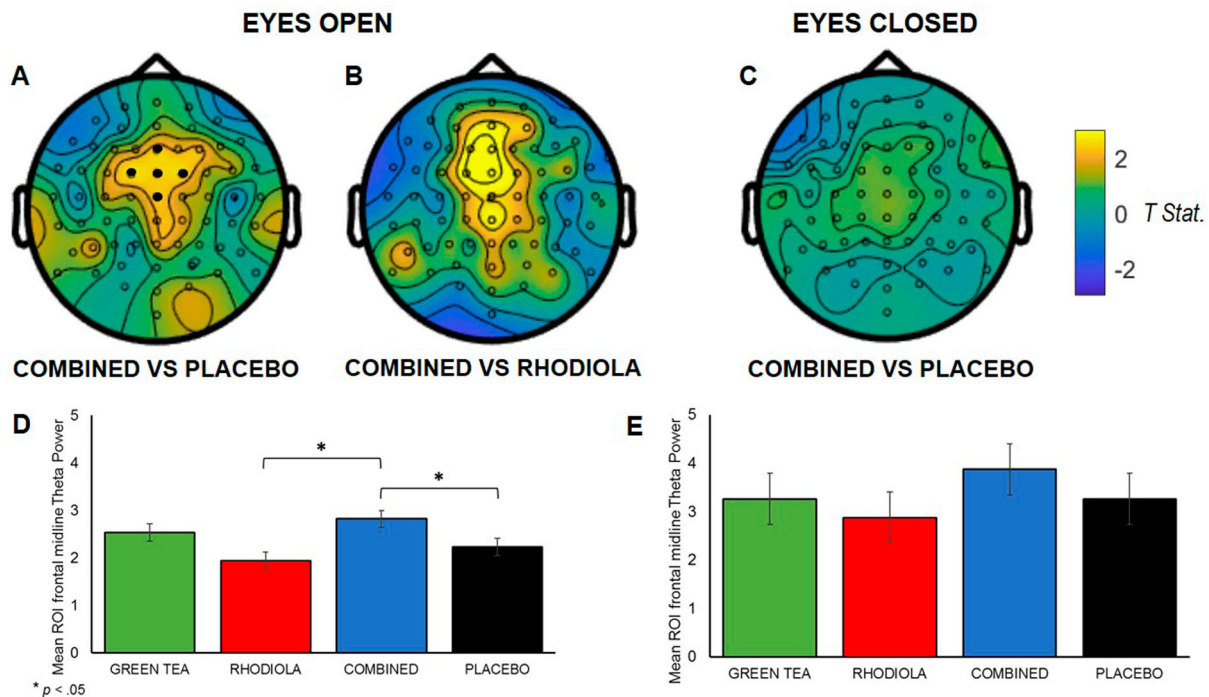 EYES OPEN
EYES CLOSED
A
B
C
2
0
-2
T Stat.
COMBINED VS PLACEBO
COMBINED VS RHODIOLA
COMBINED VS PLACEBO
D
Mean ROI frontal midline Theta Power
5
4
3
2
1
0
*
*
GREEN TEA
RHODIOLA
COMBINED
PLACEBO
* p < .05
E
Mean ROI frontal midline Theta Power
5
4
3
2
1
0
GREEN TEA
RHODIOLA
COMBINED
PLACEBO